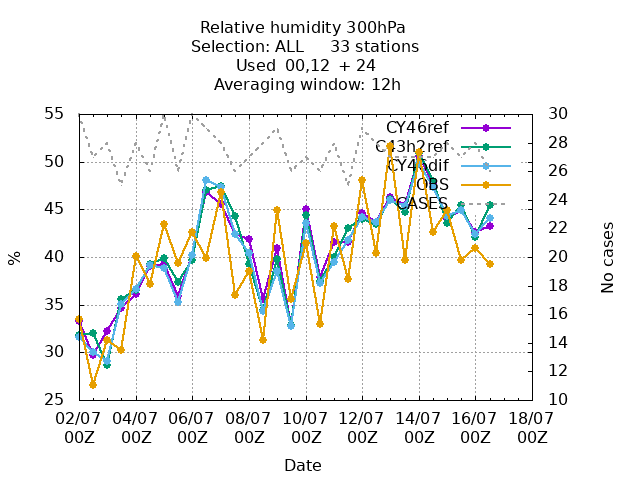 Relative humidity 300hPa
Selection: ALL 33 stations
Used 00,12 + 24
Averaging window: 12h
55
50
45
40
35
30
25
%
30
28
26
24
22
20
18
16
14
12
10
No cases
CY46ref
C43h2ref
OBS
CASES
02/07 04/07 06/07 08/07 10/07 12/07 14/07 16/07 18/07
00Z 00Z 00Z 00Z 00Z 00Z 00Z 00Z 00Z
Date